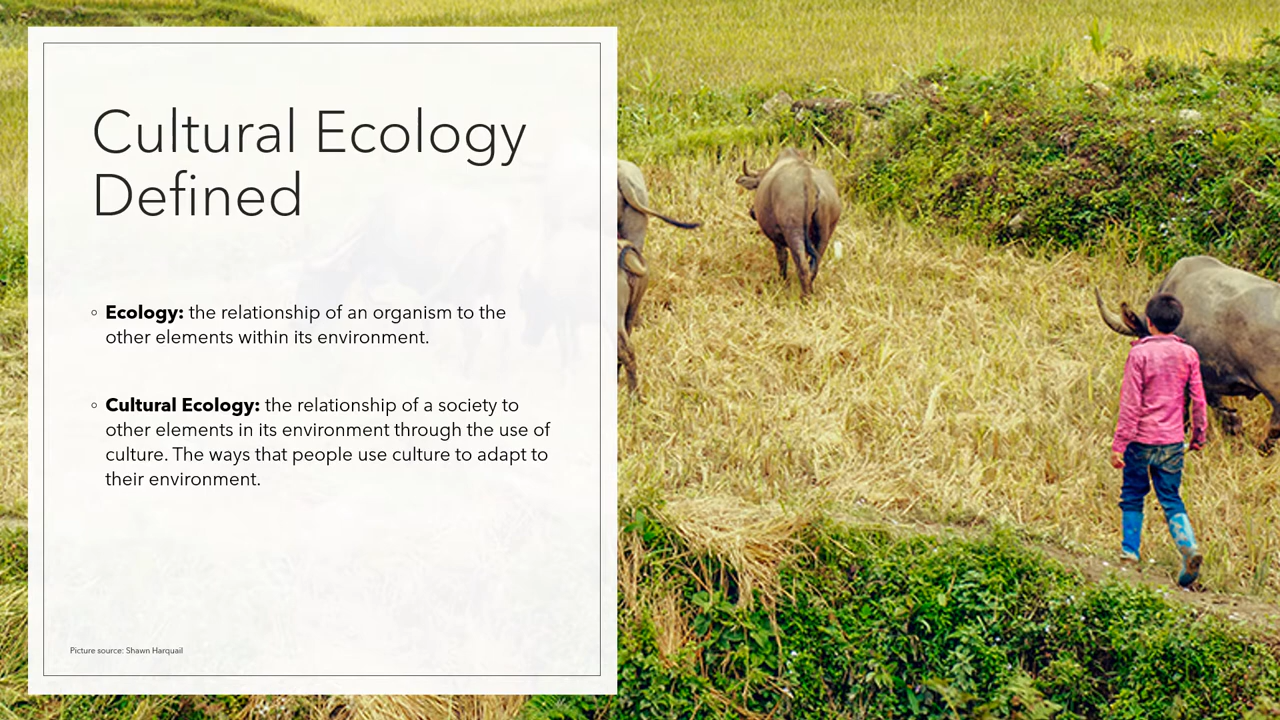 Cultural Ecology
Defined
◦ Ecology: the relationship of an organism to the
other elements within its environment.
◦ Cultural Ecology: the relationship of a society to
other elements in its environment through the use of
culture. The ways that people use culture to adapt to
their environment.
Picture source: Shawn Harquail